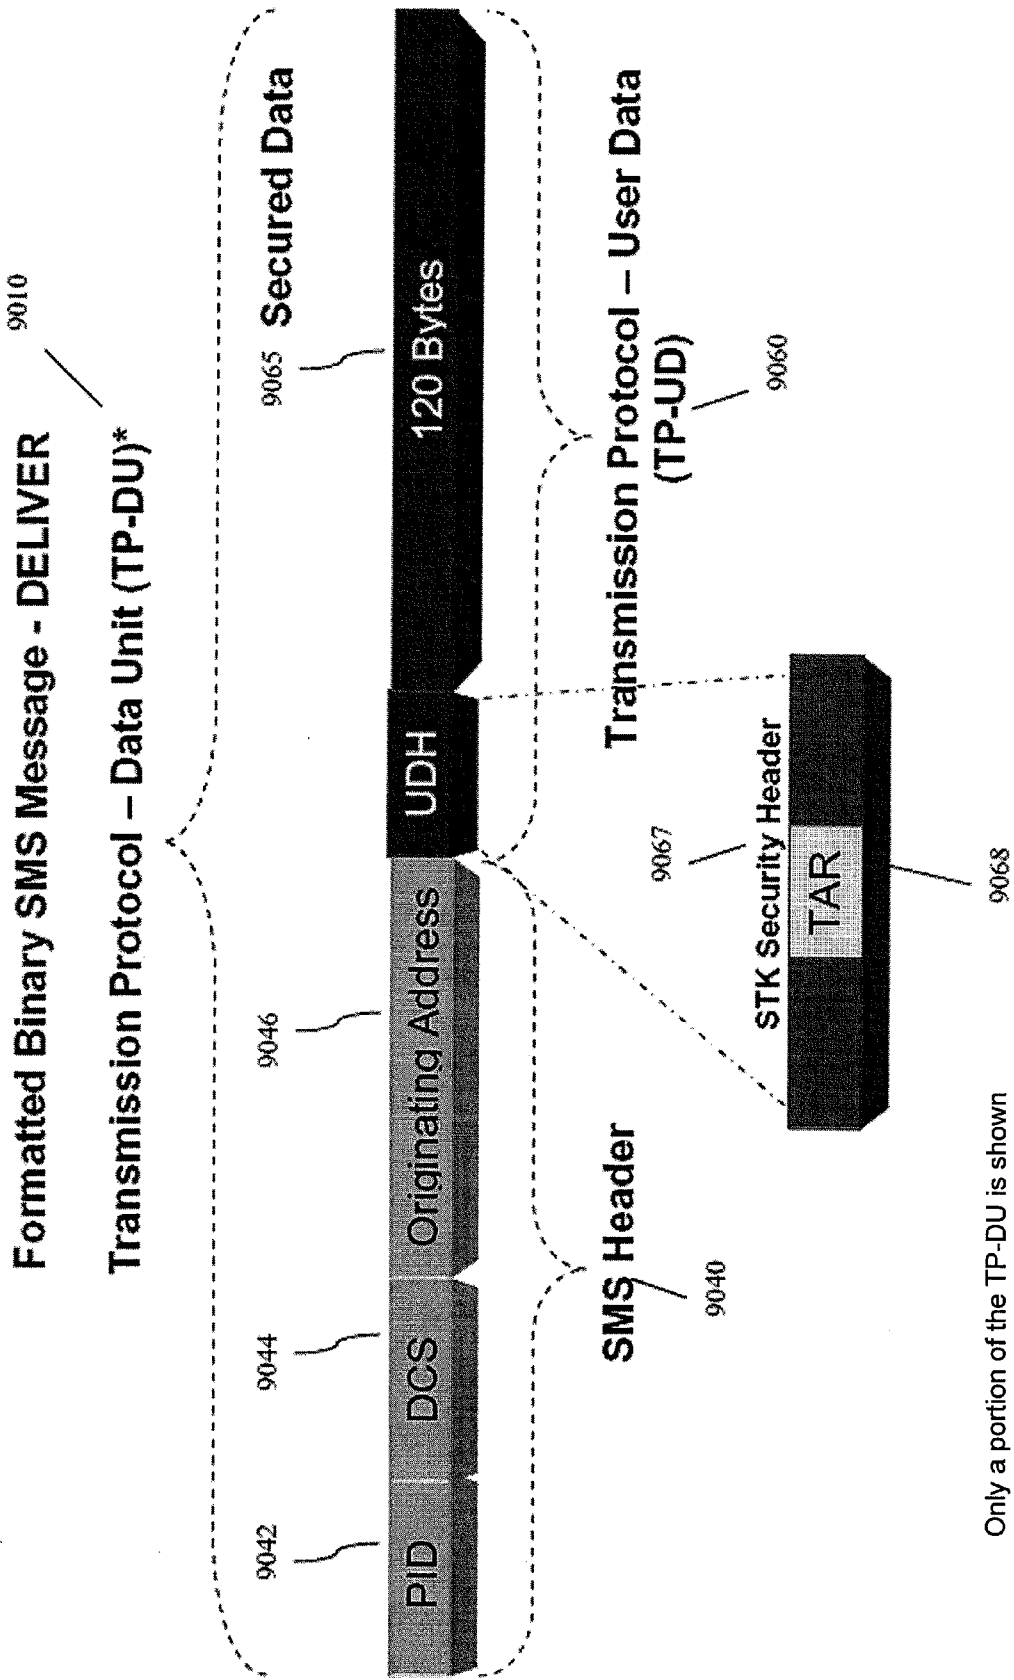 Formatted Binary SMS Message - DELIVER
9010
Transmission Protocol – Data Unit (TP-DU)*
9042
9044
9046
9065
Secured Data
PID
DCS
Originating Address
UDH
120 Bytes
SMS Header
9040
Transmission Protocol – User Data
(TP-UD)
9060
9067
STK Security Header
TAR
9068
Only a portion of the TP-DU is shown